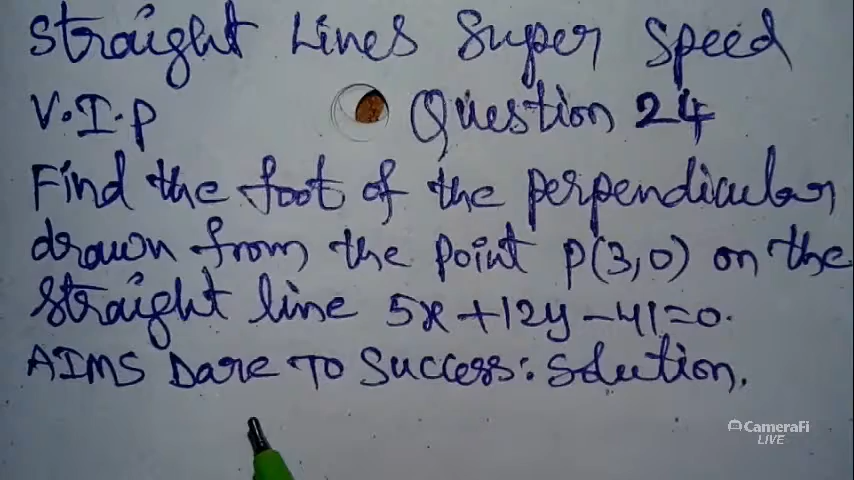 Straight Lines Super Speed
V.I.P Question 24
Find the foot of the perpendicular
drawn from the point P(3,0) on the
straight line 5x+12y-41=0.
AIMS Dare To Success: Solution.
CameraFi
LIVE